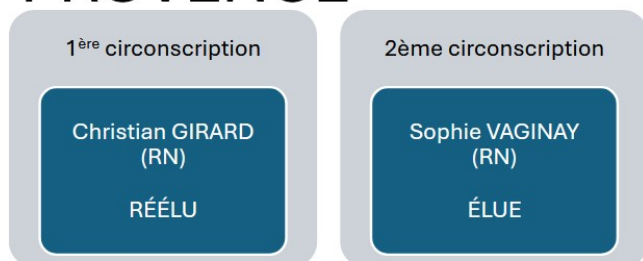 1ère circonscription
Christian GIRARD
(RN)
RÉÉLU
2ème circonscription
Sophie VAGINAY
(RN)
ÉLUE